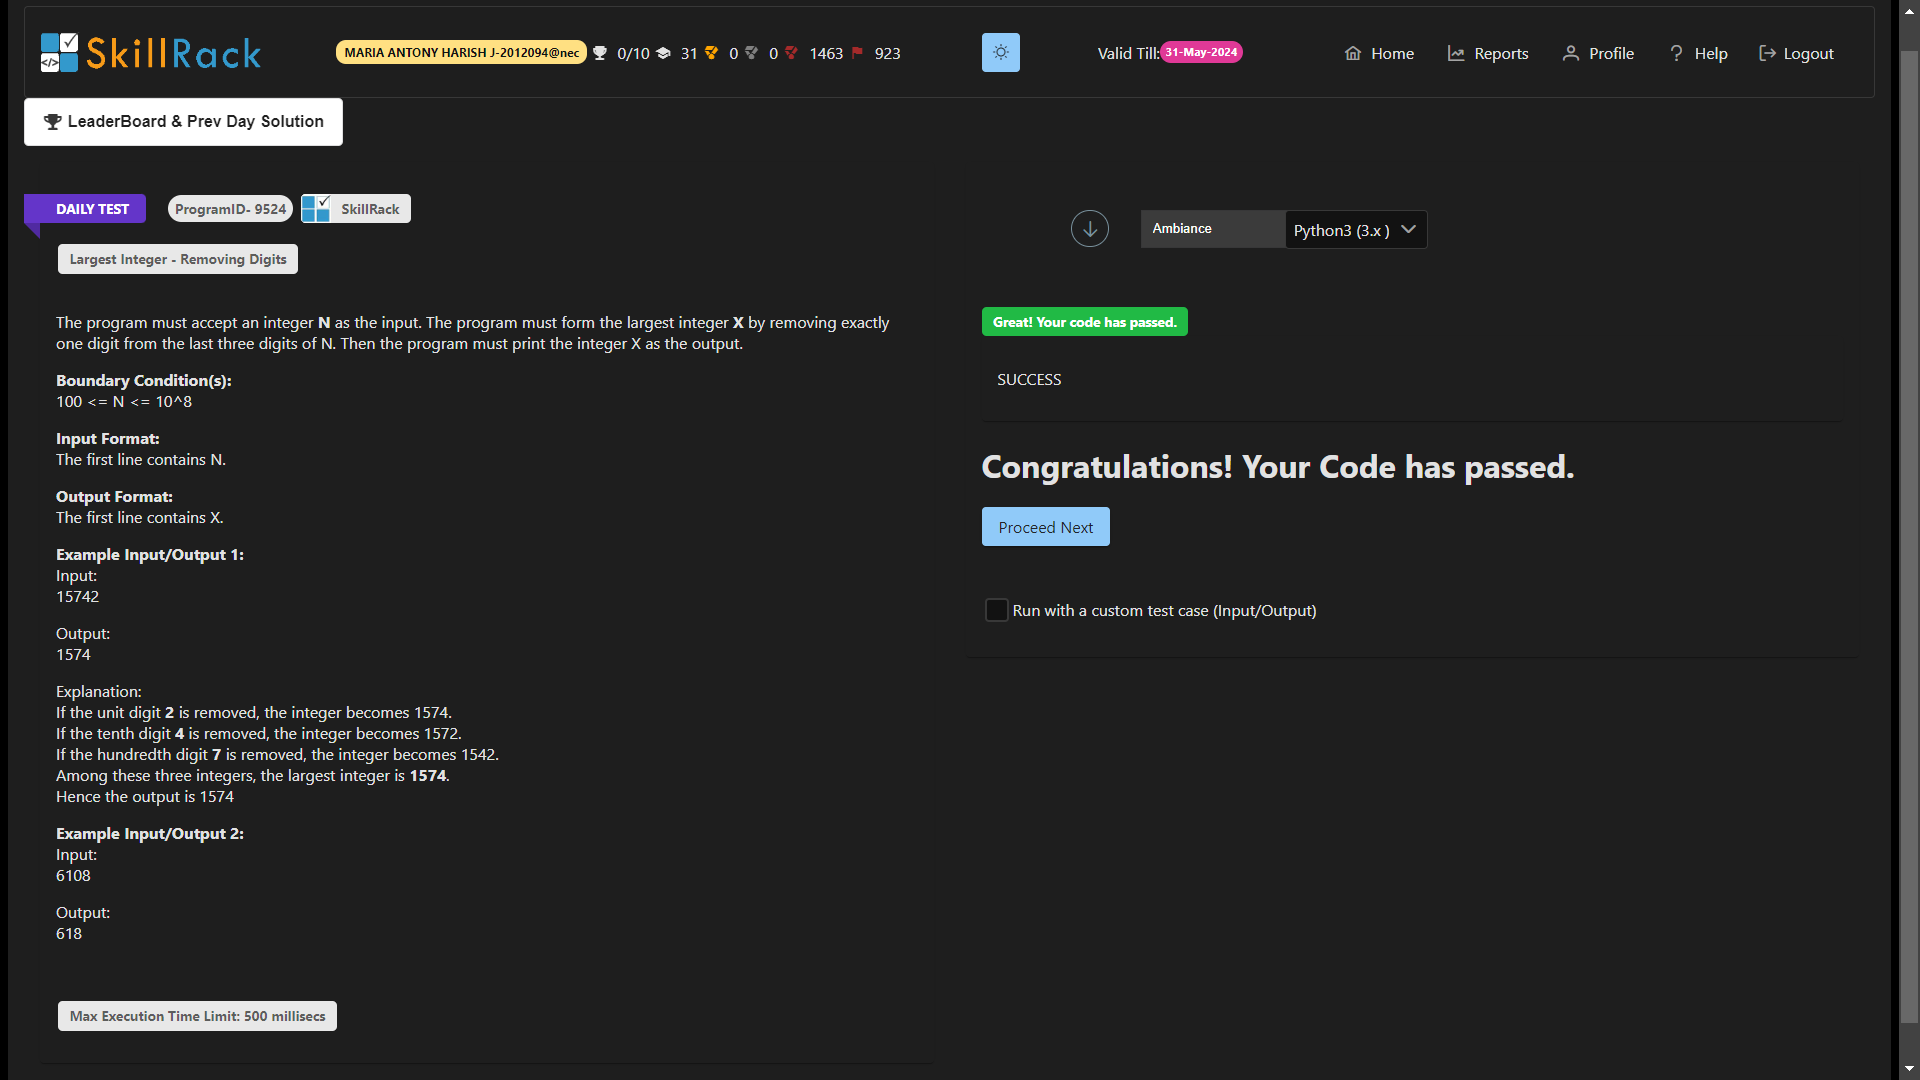 SkillRack
MARIA ANTONY HARISH J-2012094@nec 0/10 31 0 0 1463 923
Valid Till: 31-May-2024
Home Reports Profile Help Logout
LeaderBoard & Prev Day Solution
DAILY TEST ProgramID- 9524 SkillRack
Ambiance Python3 (3.x )
Largest Integer - Removing Digits
The program must accept an integer N as the input. The program must form the largest integer X by removing exactly
one digit from the last three digits of N. Then the program must print the integer X as the output.
Boundary Condition(s):
100 <= N <= 10^8
Input Format:
The first line contains N.
Output Format:
The first line contains X.
Example Input/Output 1:
Input:
15742
Output:
1574
Explanation:
If the unit digit 2 is removed, the integer becomes 1574.
If the tenth digit 4 is removed, the integer becomes 1572.
If the hundredth digit 7 is removed, the integer becomes 1542.
Among these three integers, the largest integer is 1574.
Hence the output is 1574
Example Input/Output 2:
Input:
6108
Output:
618
Max Execution Time Limit: 500 millisecs
Great! Your code has passed.
SUCCESS
Congratulations! Your Code has passed.
Proceed Next
Run with a custom test case (Input/Output)